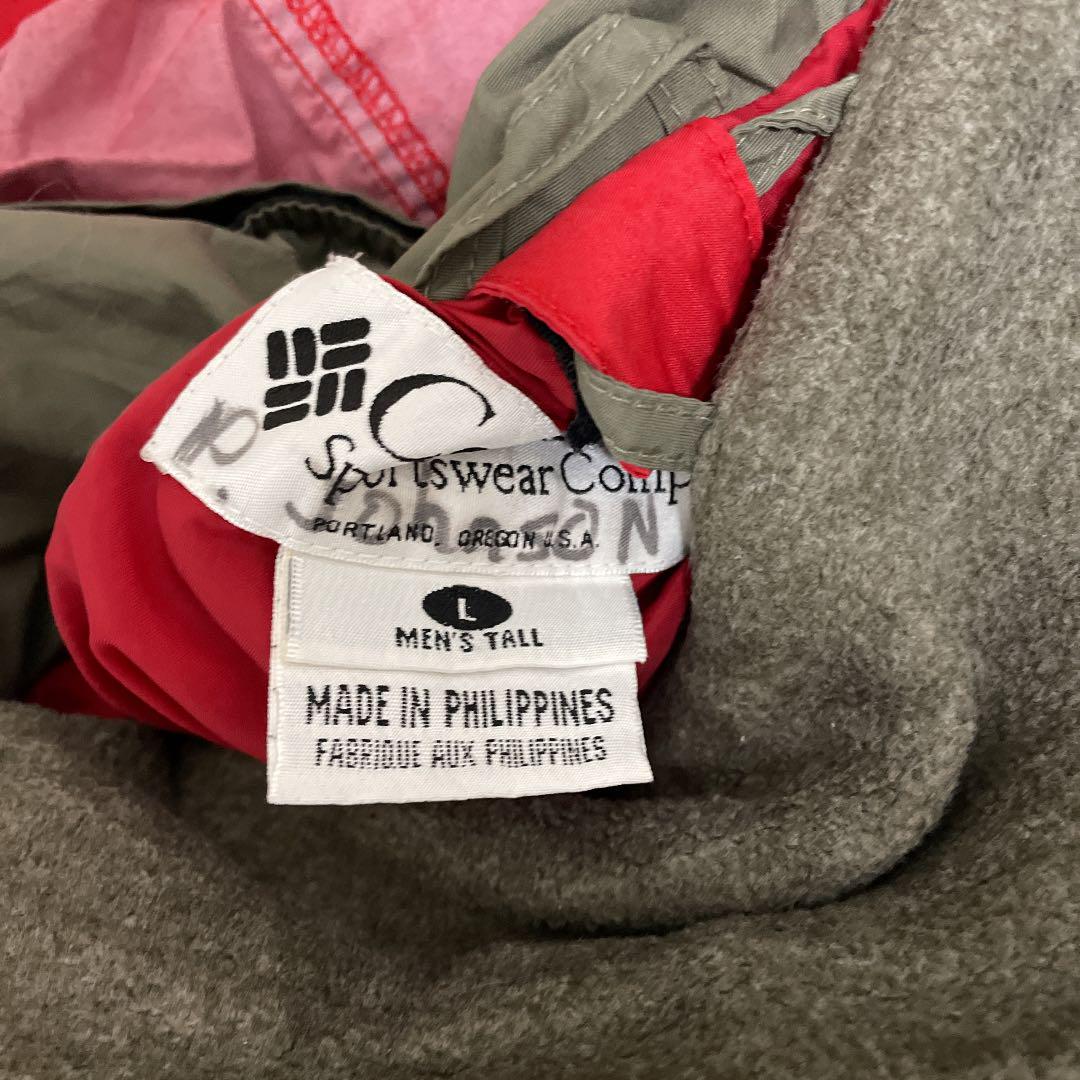 C
Sportswear Comp
P. JohnsoN
PORTLAND, OREGON U.S.A.
L
MEN'S TALL
MADE IN PHILIPPINES
FABRIQUE AUX PHILIPPINES